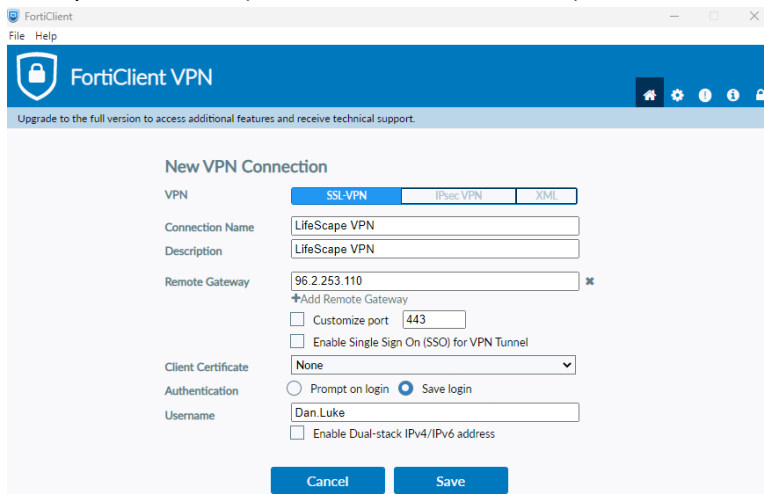 FortiClient
File Help
FortiClient VPN
Upgrade to the full version to access additional features and receive technical support.
New VPN Connection
VPN SSL-VPN IPsec VPN XML
Connection Name LifeScape VPN
Description LifeScape VPN
Remote Gateway 96.2.253.110
+Add Remote Gateway
Customize port 443
Enable Single Sign On (SSO) for VPN Tunnel
Client Certificate None
Authentication Prompt on login Save login
Username Dan.Luke
Enable Dual-stack IPv4/IPv6 address
Cancel Save